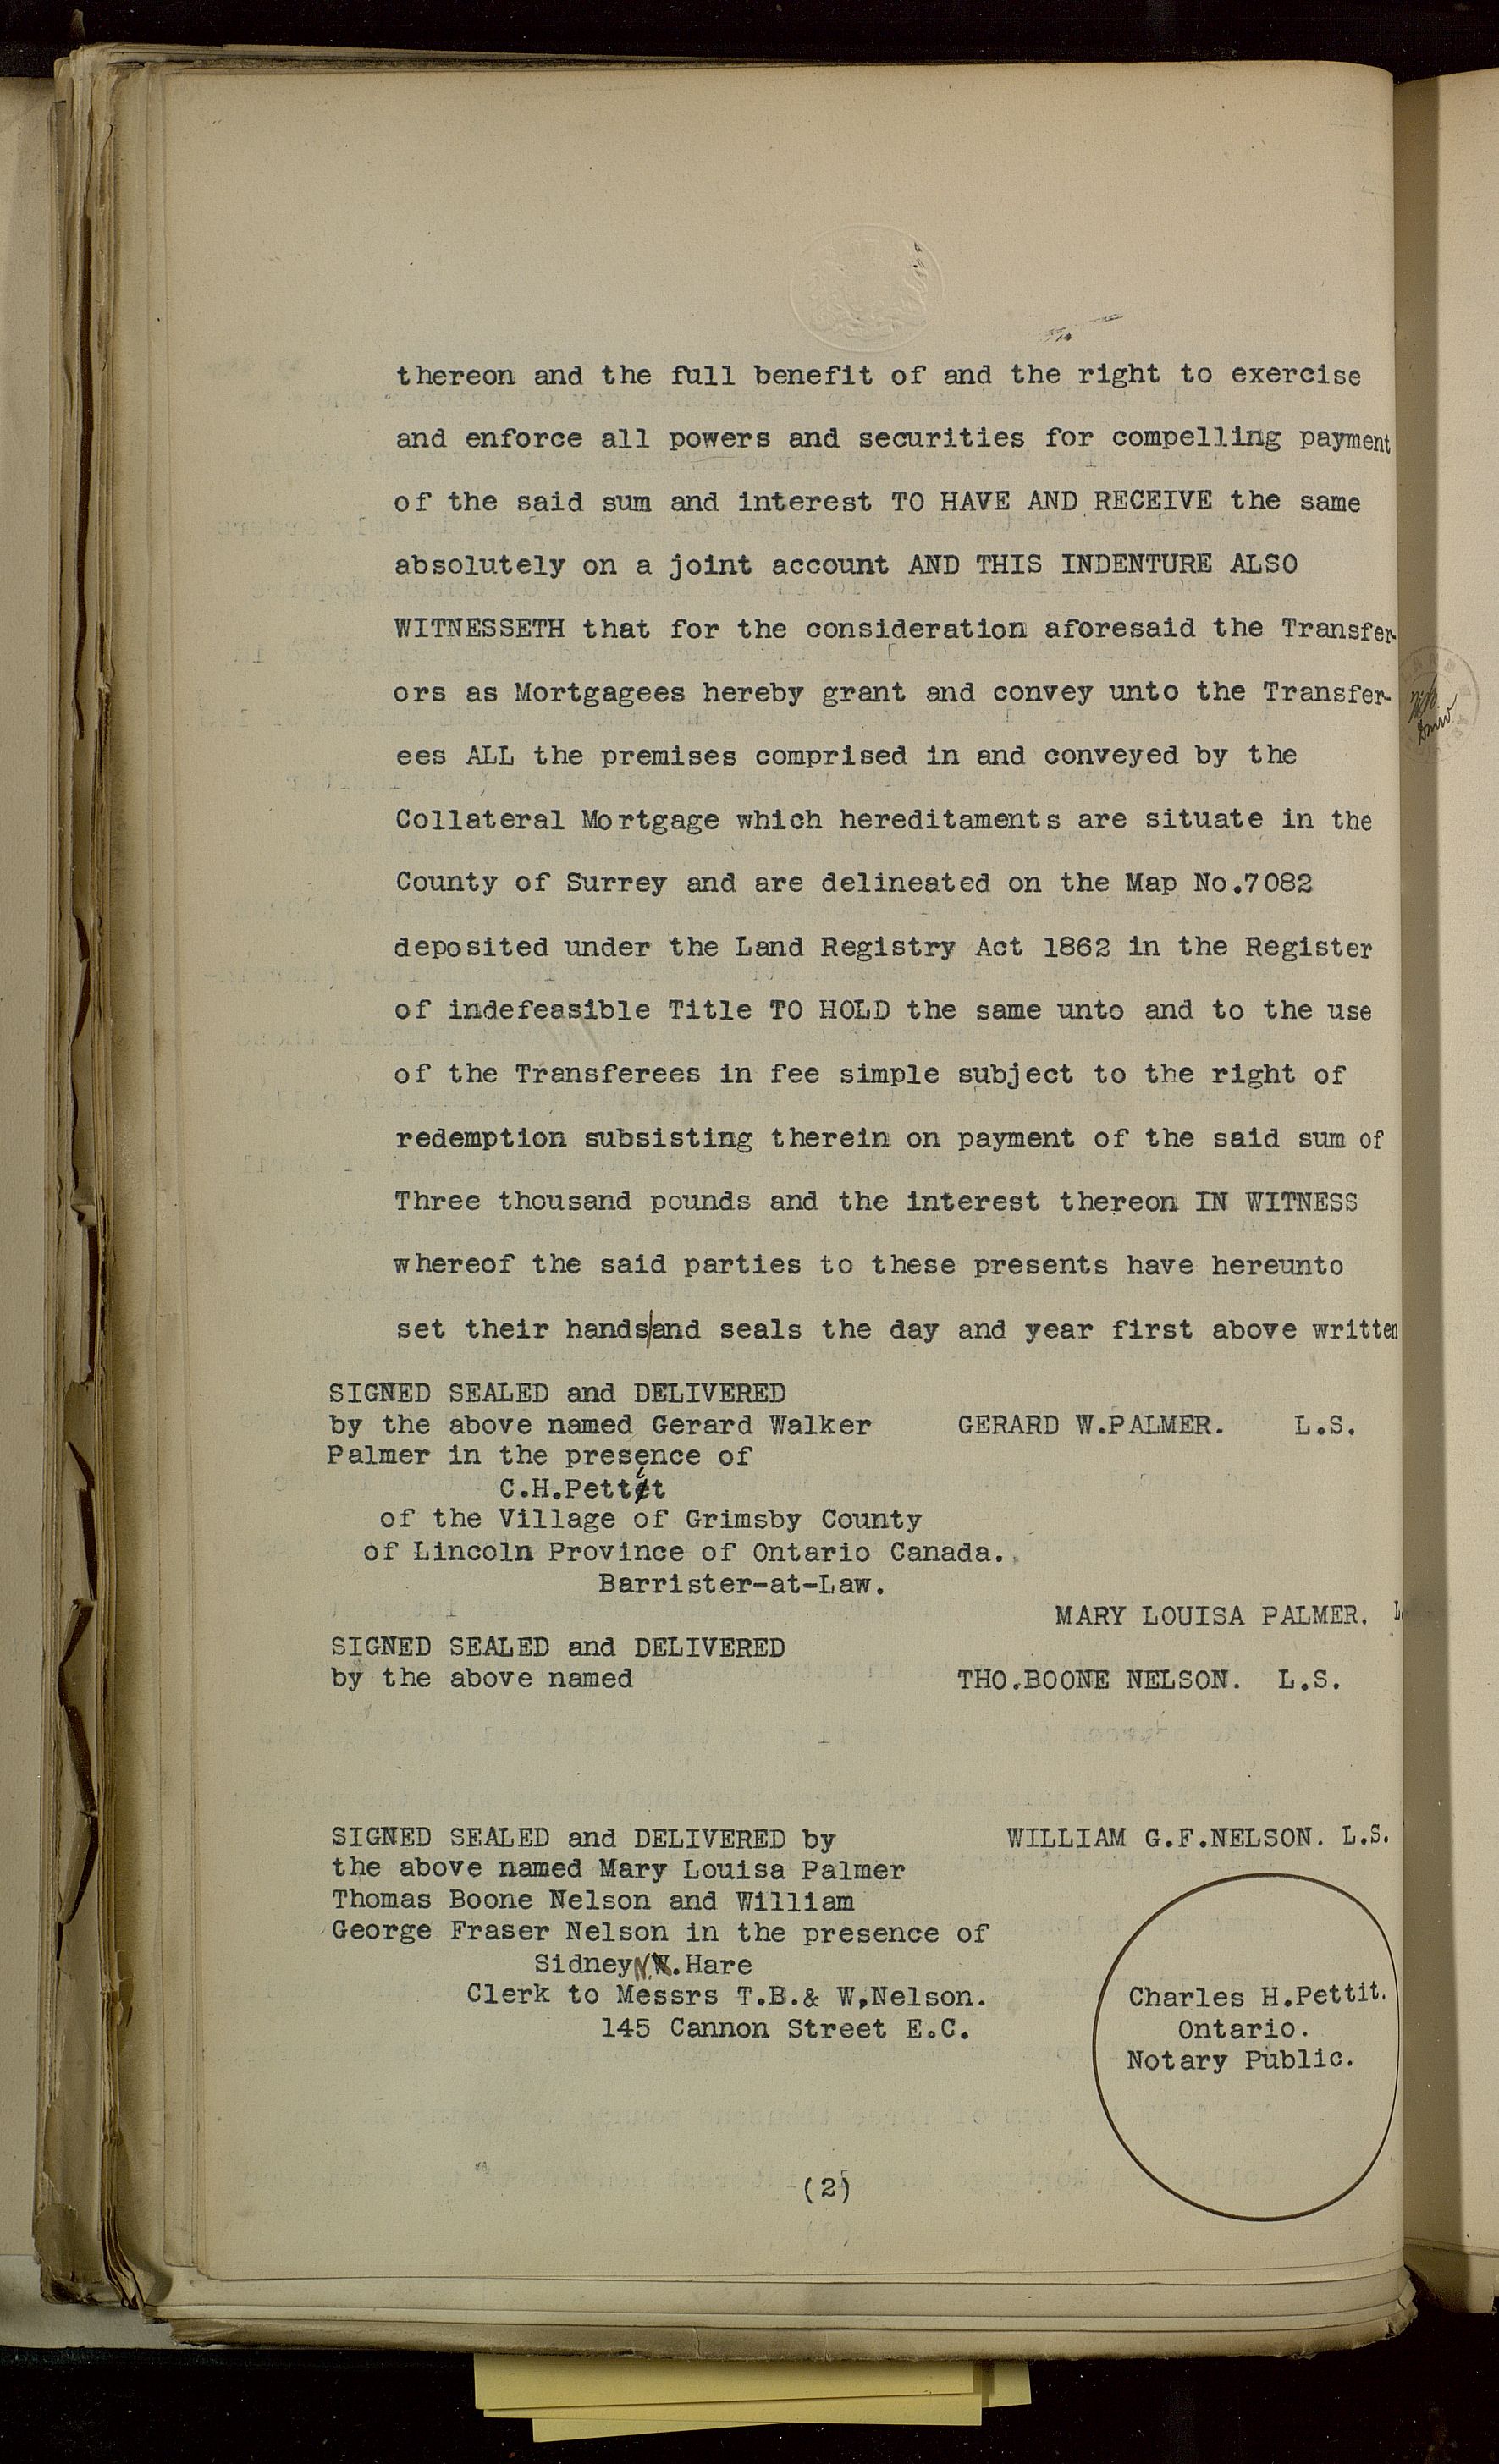 thereon and the full benefit of and the right to exercise
and enforce all powers and securities for compelling payment
of the said sum and interest TO HAVE AND RECEIVE the same
absolutely on a joint account AND THIS INDENTURE ALSO
WITNESSETH that for the consideration aforesaid the Transfer-
ors as Mortgagees hereby grant and convey unto the Transfer-
ees ALL the premises comprised in and conveyed by the
Collateral Mortgage which hereditaments are situate in the
County of Surrey and are delineated on the Map No.7082
deposited under the Land Registry Act 1862 in the Register
of indefeasible Title TO HOLD the same unto and to the use
of the Transferees in fee simple subject to the right of
redemption subsisting therein on payment of the said sum of
Three thousand pounds and the interest thereon IN WITNESS
whereof the said parties to these presents have hereunto
set their hands/and seals the day and year first above written
SIGNED SEALED and DELIVERED
by the above named Gerard Walker GERARD W.PALMER. L.S.
Palmer in the presence of
C.H.Pettit
of the Village of Grimsby County
of Lincoln Province of Ontario Canada.
Barrister-at-Law.
MARY LOUISA PALMER.
SIGNED SEALED and DELIVERED
by the above named THO.BOONE NELSON. L.S.
SIGNED SEALED and DELIVERED by WILLIAM G.F.NELSON. L.S.
the above named Mary Louisa Palmer
Thomas Boone Nelson and William
George Fraser Nelson in the presence of
Sidney N.Hare
Clerk to Messrs T.B.& W.Nelson.
145 Cannon Street E.C.
Charles H.Pettit.
Ontario.
Notary Public.
(2)